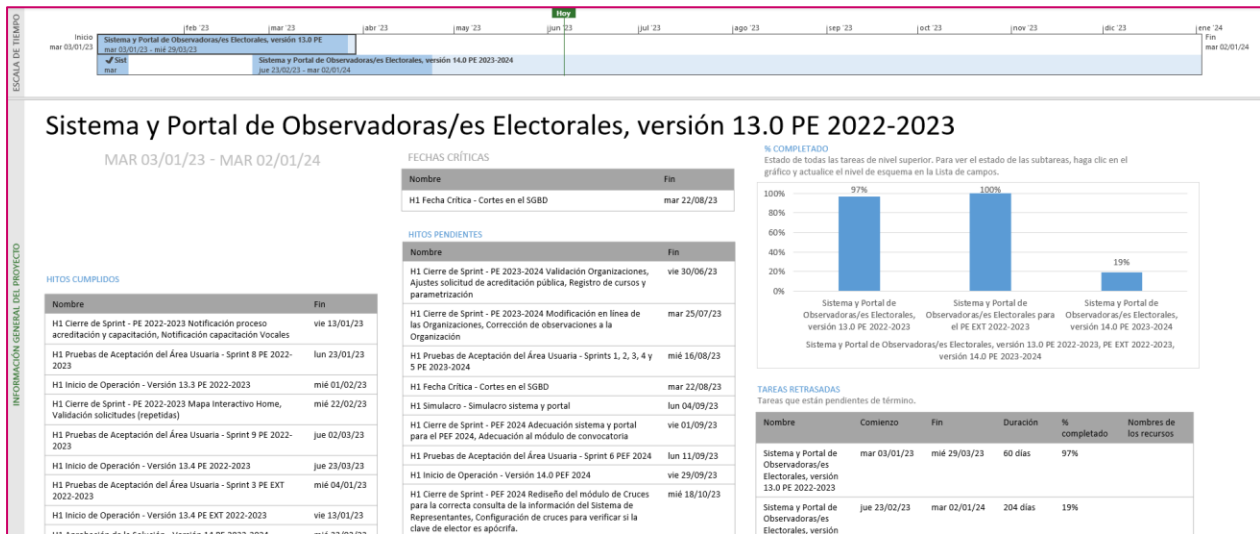 Hoy
feb '23
mar '23
abr '23
may '23
jun '23
jul '23
ago '23
sep '23
oct '23
nov '23
dic '23
ene '24
ESCALA DE TIEMPO
Inicio
mar 03/01/23
Sistema y Portal de Observadoras/es Electorales, versión 13.0 PE
mar 03/01/23 - mié 29/03/23
Fin
mar 02/01/24
✔ Sist
mar
Sistema y Portal de Observadoras/es Electorales, versión 14.0 PE 2023-2024
jue 23/02/23 - mar 02/01/24
Sistema y Portal de Observadoras/es Electorales, versión 13.0 PE 2022-2023
INFORMACIÓN GENERAL DEL PROYECTO
MAR 03/01/23 - MAR 02/01/24
HITOS CUMPLIDOS
Nombre Fin
H1 Cierre de Sprint - PE 2022-2023 Notificación proceso vie 13/01/23
acreditación y capacitación, Notificación capacitación Vocales
H1 Pruebas de Aceptación del Área Usuaria - Sprint 8 PE 2022- lun 23/01/23
2023
H1 Inicio de Operación - Versión 13.3 PE 2022-2023 mié 01/02/23
H1 Cierre de Sprint - PE 2022-2023 Mapa Interactivo Home, mié 22/02/23
Validación solicitudes (repetidas)
H1 Pruebas de Aceptación del Área Usuaria - Sprint 9 PE 2022- jue 02/03/23
2023
H1 Inicio de Operación - Versión 13.4 PE 2022-2023 jue 23/03/23
H1 Pruebas de Aceptación del Área Usuaria - Sprint 3 PE EXT mié 04/01/23
2022-2023
H1 Inicio de Operación - Versión 13.4 PE EXT 2022-2023 vie 13/01/23
FECHAS CRÍTICAS
Nombre Fin
H1 Fecha Crítica - Cortes en el SGBD mar 22/08/23
HITOS PENDIENTES
Nombre Fin
H1 Cierre de Sprint - PE 2023-2024 Validación Organizaciones, vie 30/06/23
Ajustes solicitud de acreditación pública, Registro de cursos y
parametrización
H1 Cierre de Sprint - PE 2023-2024 Modificación en línea de mar 25/07/23
las Organizaciones, Corrección de observaciones a la
Organización
H1 Pruebas de Aceptación del Área Usuaria - Sprints 1, 2, 3, 4 y mié 16/08/23
5 PE 2023-2024
H1 Fecha Crítica - Cortes en el SGBD mar 22/08/23
H1 Simulacro - Simulacro sistema y portal lun 04/09/23
H1 Cierre de Sprint - PEF 2024 Adecuación sistema y portal vie 01/09/23
para el PEF 2024, Adecuación al módulo de convocatoria
H1 Pruebas de Aceptación del Área Usuaria - Sprint 6 PEF 2024 lun 11/09/23
H1 Inicio de Operación - Versión 14.0 PEF 2024 vie 29/09/23
H1 Cierre de Sprint - PEF 2024 Rediseño del módulo de Cruces mié 18/10/23
para la correcta consulta de la información del Sistema de
Representantes, Configuración de cruces para verificar si la
clave de elector es apócrifa.
% COMPLETADO
Estado de todas las tareas de nivel superior. Para ver el estado de las subtareas, haga clic en el
gráfico y actualice el nivel de esquema en la Lista de campos.
100%
80%
60%
40%
20%
0%
97%
100%
19%
Sistema y Portal de
Observadoras/es Electorales,
versión 13.0 PE 2022-2023
Sistema y Portal de
Observadoras/es Electorales para
el PE EXT 2022-2023
Sistema y Portal de
Observadoras/es Electorales,
versión 14.0 PE 2023-2024
Sistema y Portal de Observadoras/es Electorales, versión 13.0 PE 2022-2023, PE EXT 2022-2023,
versión 14.0 PE 2023-2024
TAREAS RETRASADAS
Tareas que están pendientes de término.
Nombre Comienzo Fin Duración % completado Nombres de los recursos
Sistema y Portal de mar 03/01/23 mié 29/03/23 60 días 97%
Observadoras/es
Electorales, versión
13.0 PE 2022-2023
Sistema y Portal de jue 23/02/23 mar 02/01/24 204 días 19%
Observadoras/es
Electorales, versión